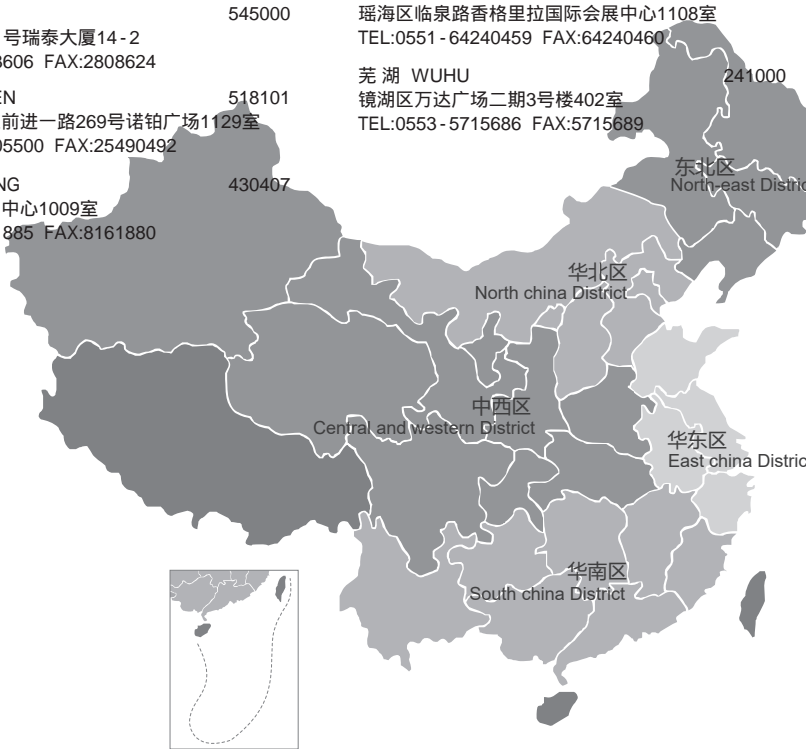 545000
号瑞泰大厦14-2
8606 FAX:2808624
EN 518101
前进一路269号诺铂广场1129室
05500 FAX:25490492
NG 430407
中心1009室
885 FAX:8161880
瑶海区临泉路香格里拉国际会展中心1108室
TEL:0551-64240459 FAX:64240460
芜湖 WUHU 241000
镜湖区万达广场二期3号楼402室
TEL:0553-5715686 FAX:5715689
东北区
North-east Distric
华北区
North china District
中西区
Central and western District
华东区
East china Distric
华南区
South china District